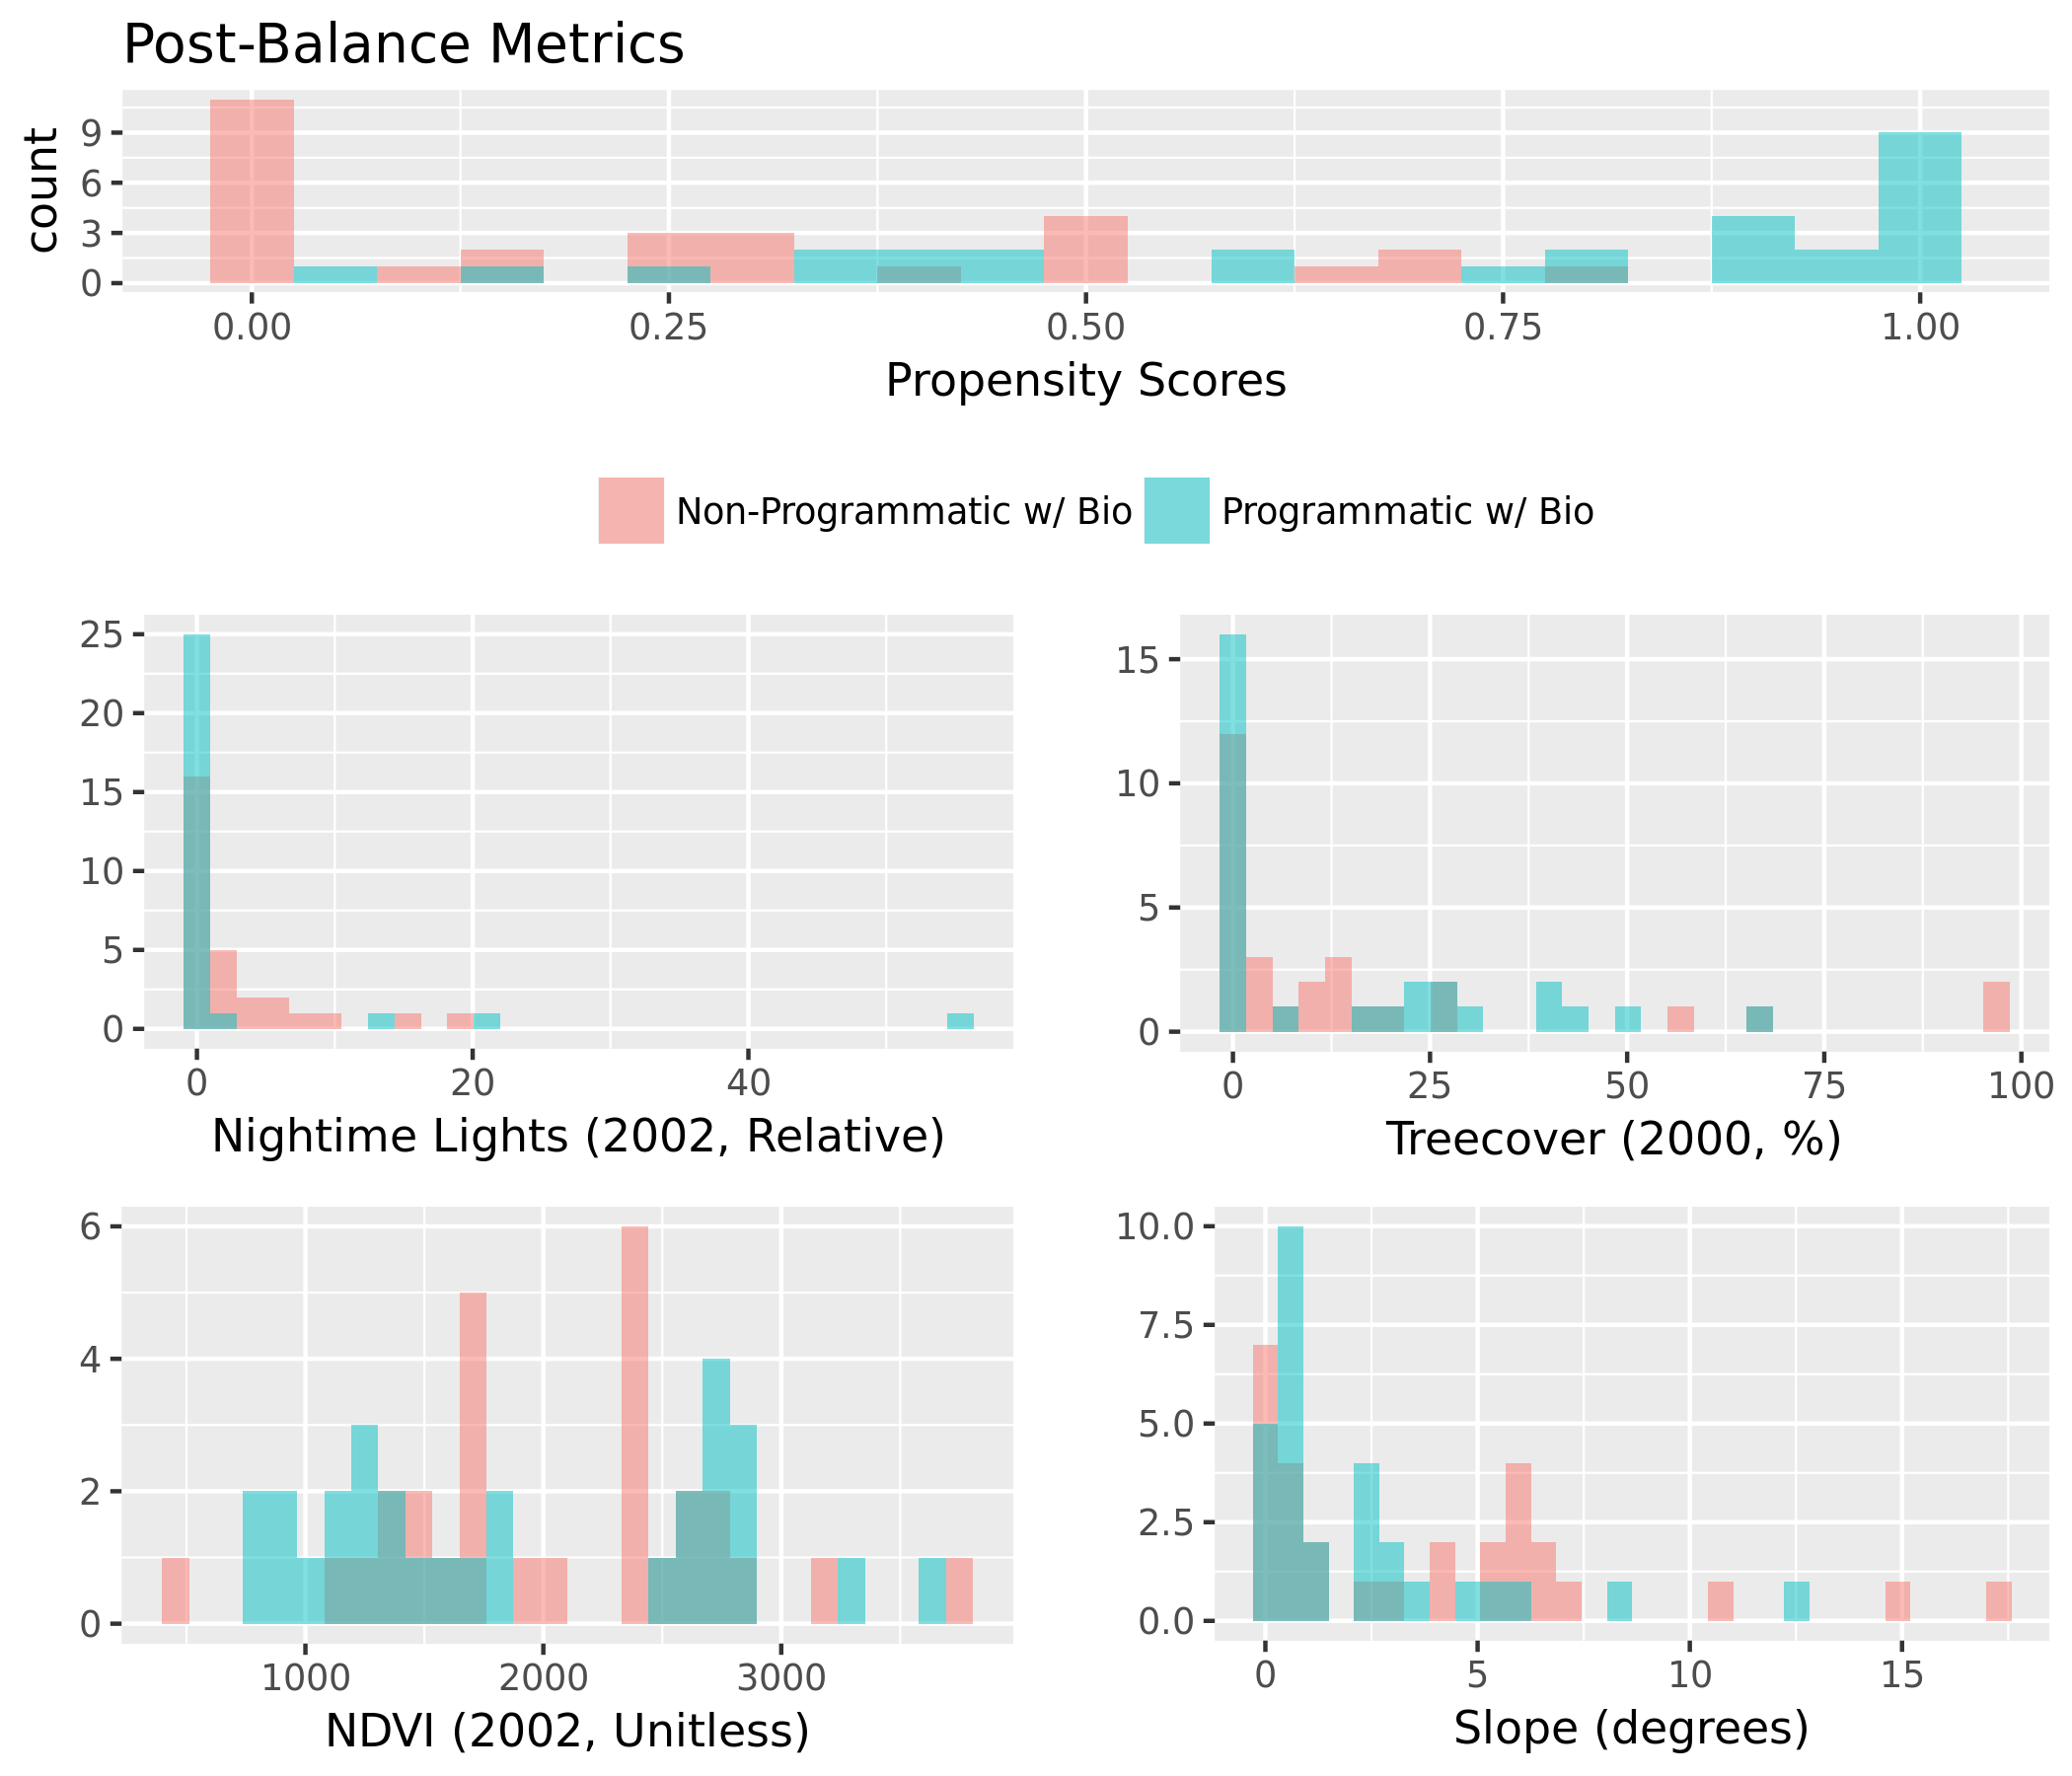 Post-Balance Metrics
count
9
6
3
0
0.00 0.25 0.50 0.75 1.00
Propensity Scores
Non-Programmatic w/ Bio Programmatic w/ Bio
25
20
15
10
5
0
0 20 40
Nightime Lights (2002, Relative)
15
10
5
0
0 25 50 75 100
Treecover (2000, %)
6
4
2
0
1000 2000 3000
NDVI (2002, Unitless)
10.0
7.5
5.0
2.5
0.0
0 5 10 15
Slope (degrees)